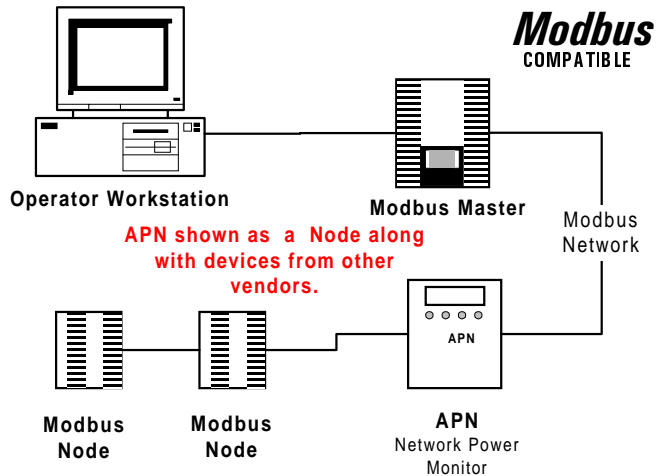 Modbus
COMPATIBLE
Operator Workstation
Modbus Master
Modbus
Network
APN shown as a Node along
with devices from other
vendors.
APN
Modbus
Node
Modbus
Node
APN
Network Power
Monitor